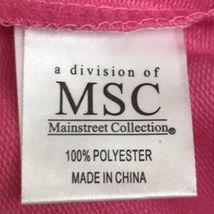 a division of
MSC
Mainstreet Collection®
100% POLYESTER
MADE IN CHINA